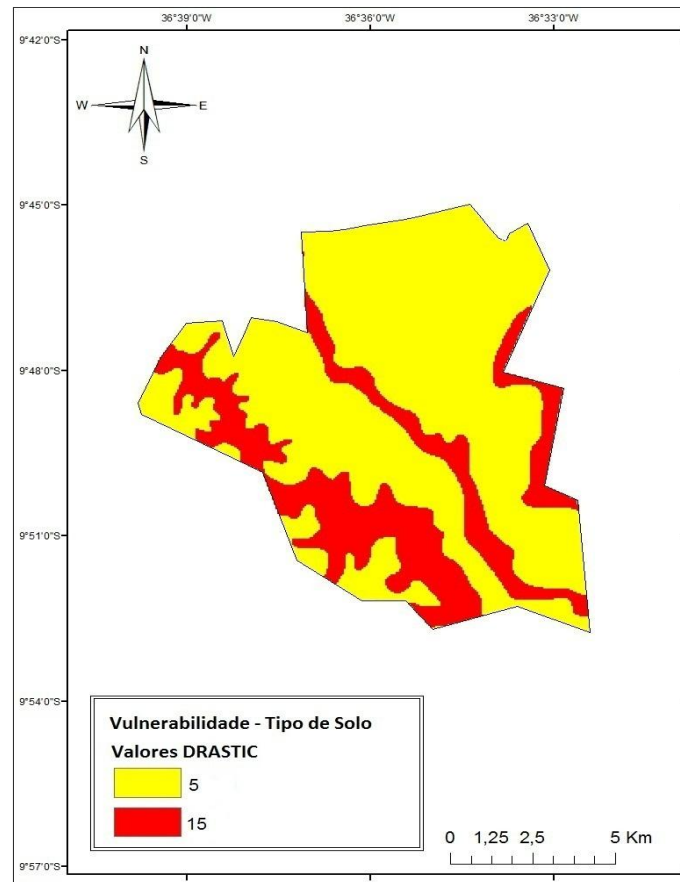 36°39'0"W 36°36'0"W 36°33'0"W
9°42'0"S
N
W E
S
9°45'0"S
9°48'0"S
9°51'0"S
9°54'0"S
Vulnerabilidade - Tipo de Solo
Valores DRASTIC
5
15
0 1,25 2,5 5 Km
9°57'0"S